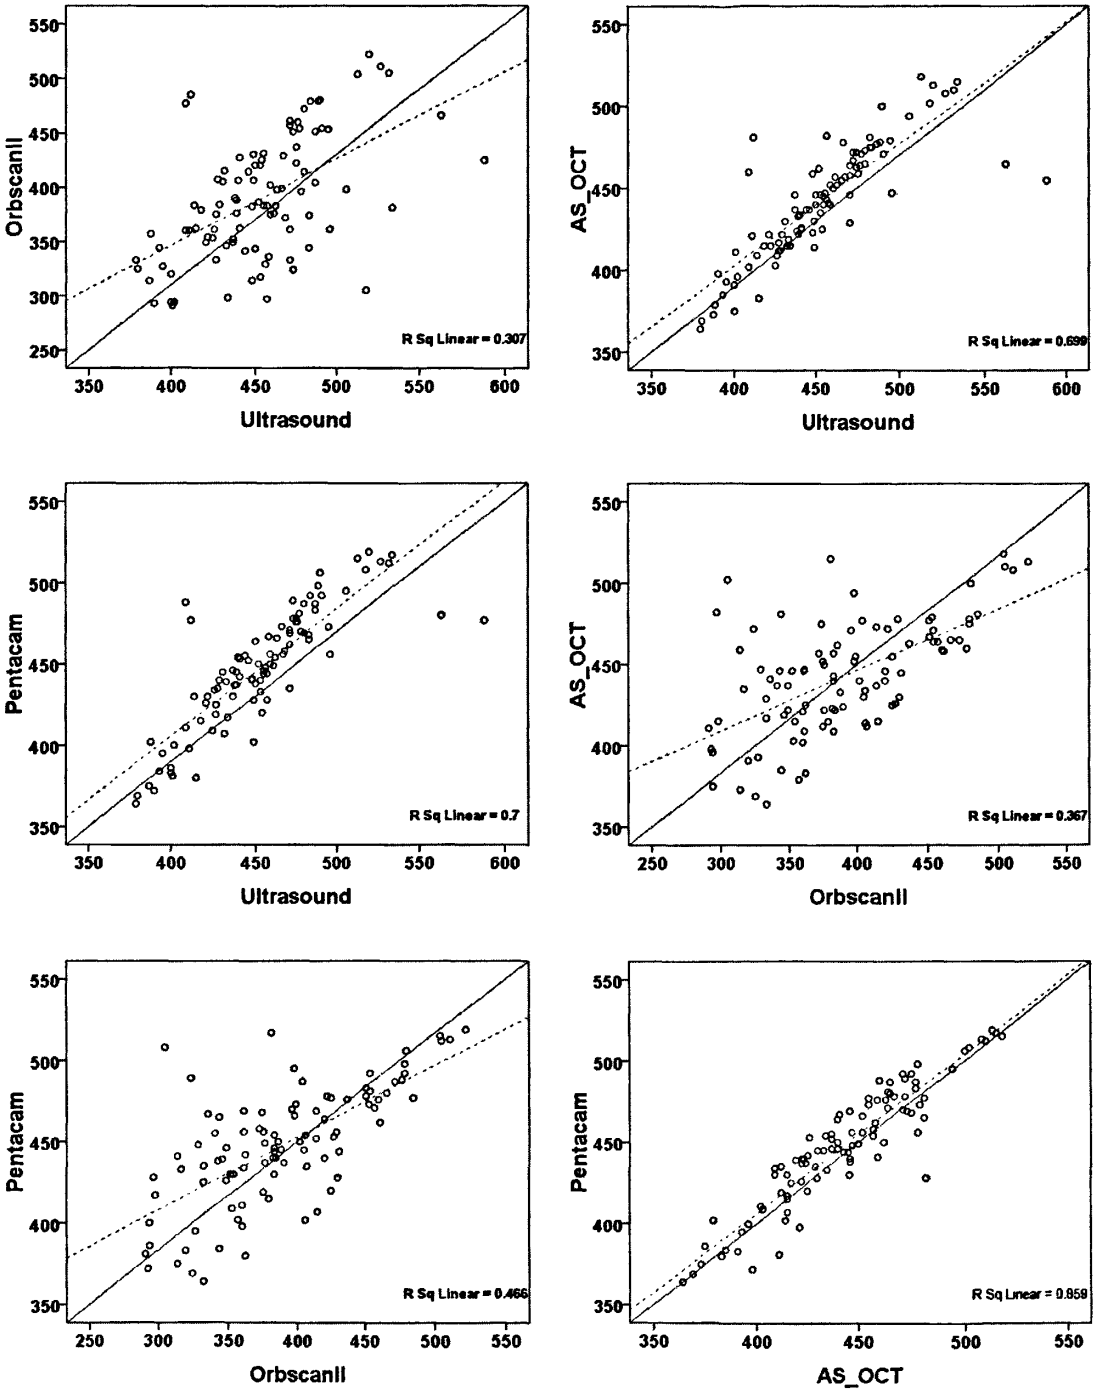 550
500
450
400
350
300
250
OrbscanII
R Sq Linear = 0.307
350 400 450 500 550 600
Ultrasound
550
500
450
400
350
AS_OCT
R Sq Linear = 0.699
350 400 450 500 550 600
Ultrasound
550
500
450
400
350
Pentacam
R Sq Linear = 0.7
350 400 450 500 550 600
Ultrasound
550
500
450
400
350
AS_OCT
R Sq Linear = 0.367
250 300 350 400 450 500 550
OrbscanII
550
500
450
400
350
Pentacam
R Sq Linear = 0.466
250 300 350 400 450 500 550
OrbscanII
550
500
450
400
350
Pentacam
R Sq Linear = 0.859
350 400 450 500 550
AS_OCT